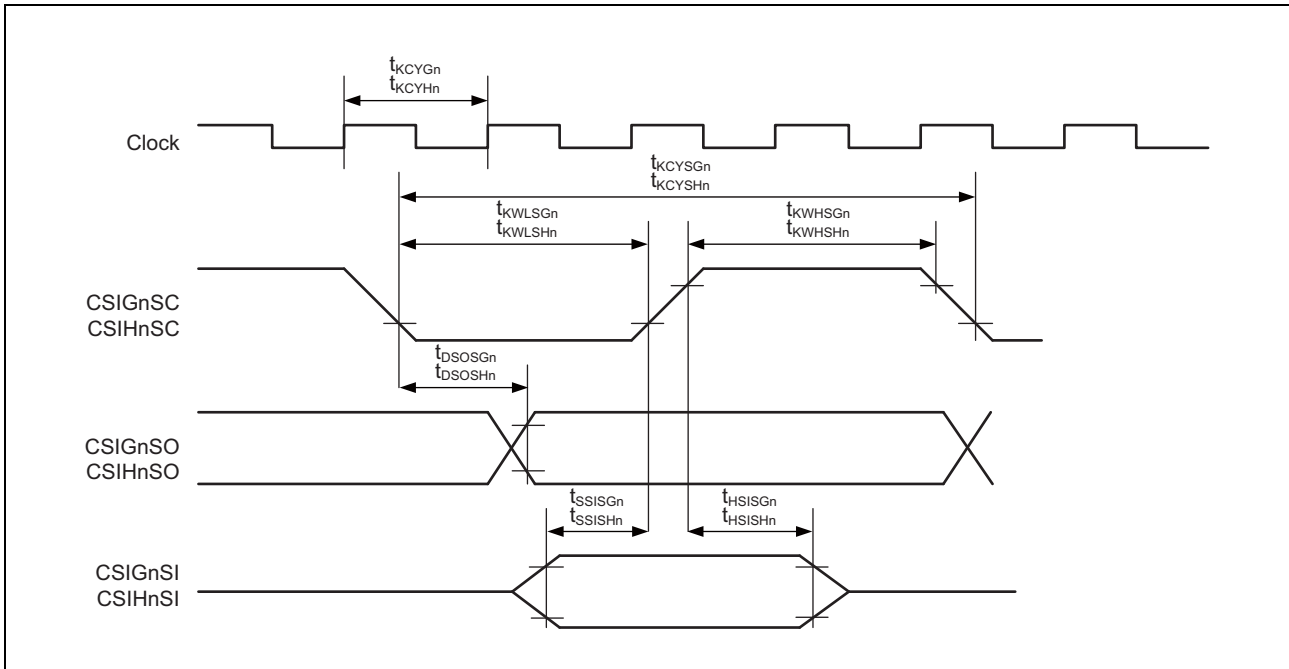 tKCYGn
tKCYHn
Clock
tKCYSGn
tKCYSHn
tKWLSGn
tKWLSHn
tKWHSGn
tKWHSHn
CSIGnSC
CSIHnSC
tDSOSGn
tDSOSHn
CSIGnSO
CSIHnSO
tSSISGn
tSSISHn
tHSISGn
tHSISHn
CSIGnSI
CSIHnSI